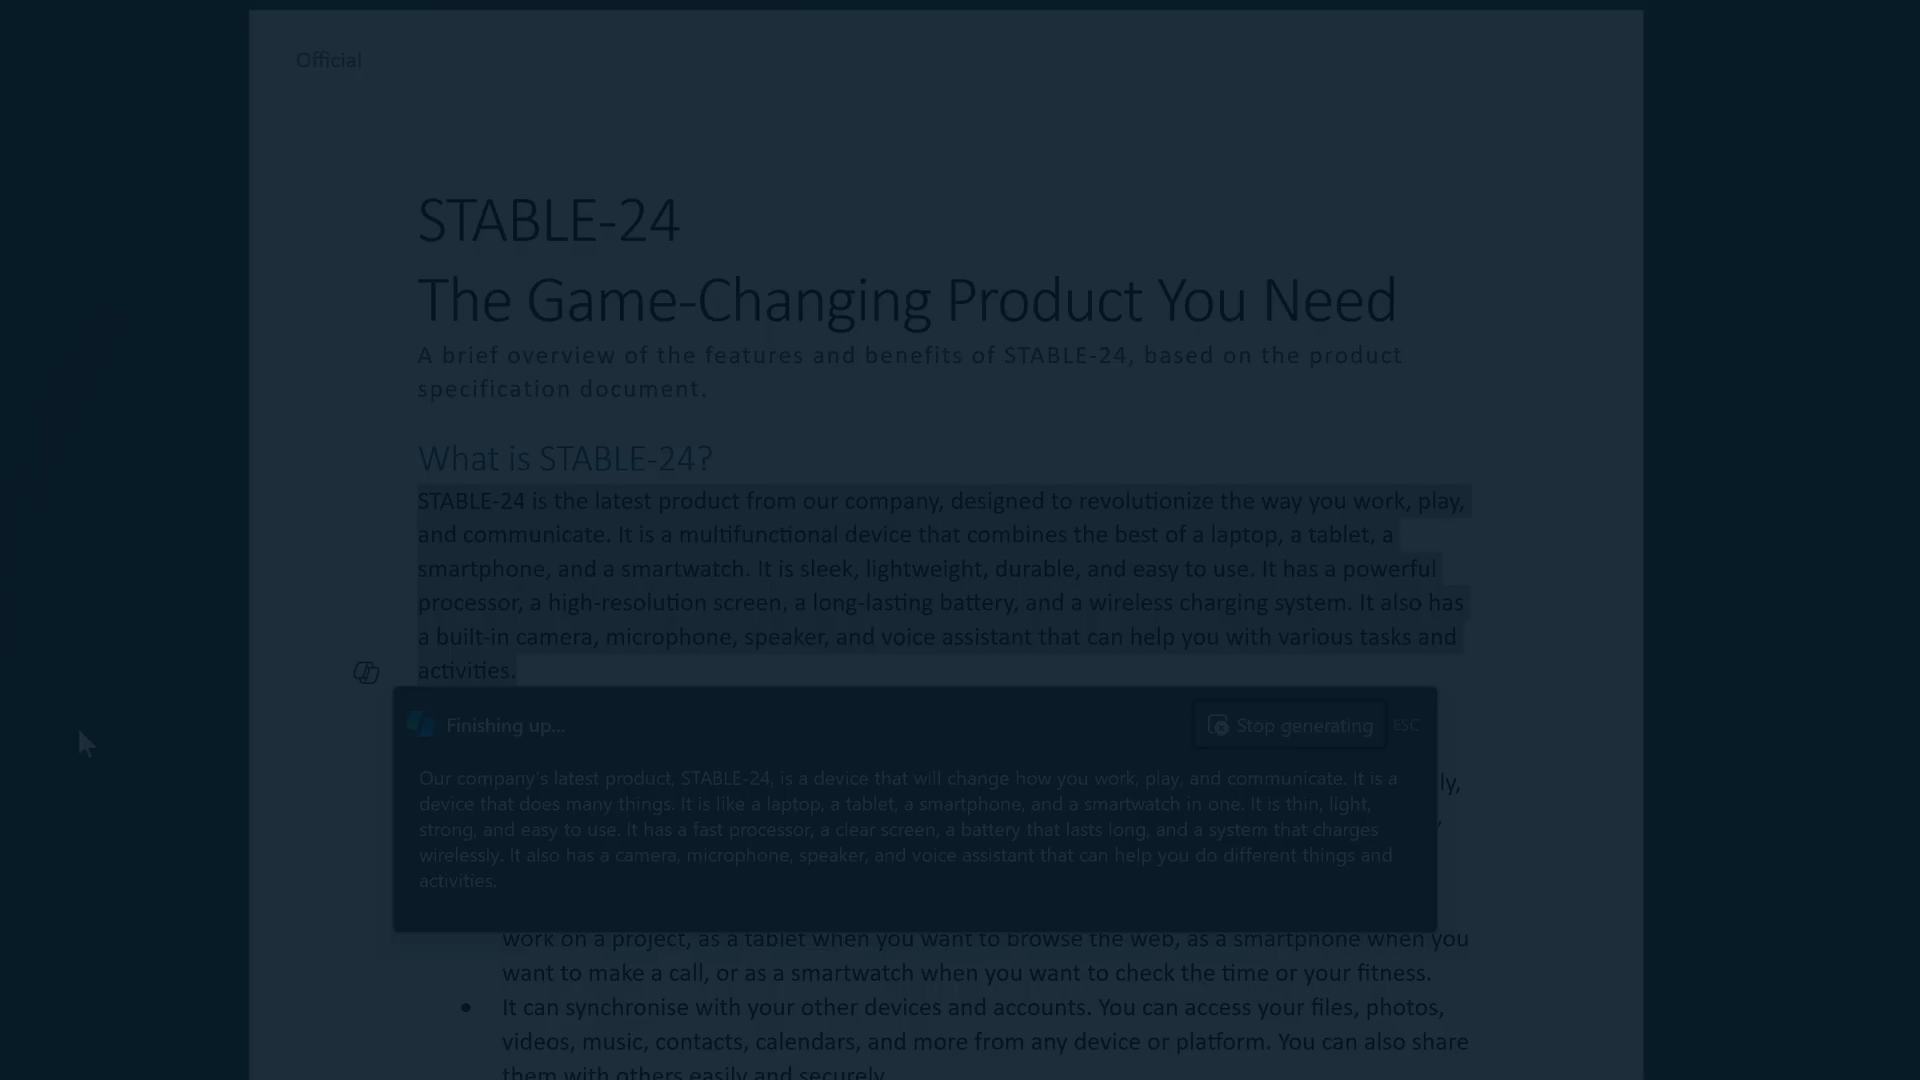 Official
STABLE-24
The Game-Changing Product You Need
A brief overview of the features and benefits of STABLE-24, based on the product
specification document.
What is STABLE-24?
STABLE-24 is the latest product from our company, designed to revolutionize the way you work, play,
and communicate. It is a multifunctional device that combines the best of a laptop, a tablet, a
smartphone, and a smartwatch. It is sleek, lightweight, durable, and easy to use. It has a powerful
processor, a high-resolution screen, a long-lasting battery, and a wireless charging system. It also has
a built-in camera, microphone, speaker, and voice assistant that can help you with various tasks and
activities.
Finishing up...
Stop generating
ESC
Our company's latest product, STABLE-24, is a device that will change how you work, play, and communicate. It is a
device that does many things. It is like a laptop, a tablet, a smartphone, and a smartwatch in one. It is thin, light,
strong, and easy to use. It has a fast processor, a clear screen, a battery that lasts long, and a system that charges
wirelessly. It also has a camera, microphone, speaker, and voice assistant that can help you do different things and
activities.
ly,
work on a project, as a tablet when you want to browse the web, as a smartphone when you
want to make a call, or as a smartwatch when you want to check the time or your fitness.
• It can synchronise with your other devices and accounts. You can access your files, photos,
videos, music, contacts, calendars, and more from any device or platform. You can also share
them with others easily and securely